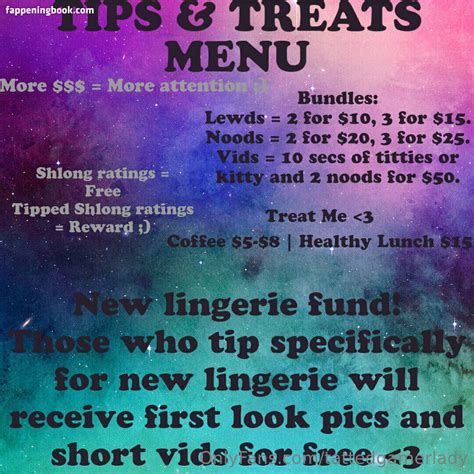 fappeningbook.com
TIPS & TREATS
MENU
More $$$ = More attention ;)
Bundles:
Lewds = 2 for $10, 3 for $15.
Noods = 2 for $20, 3 for $25.
Vids = 10 secs of titties or
kitty and 2 noods for $50.
Shlong ratings =
Free
Tipped Shlong ratings
= Reward ;)
Treat Me <3
Coffee $5-$8 | Healthy Lunch $15
New lingerie fund!
Those who tip specifically
for new lingerie will
receive first look pics and
short vids for free <3